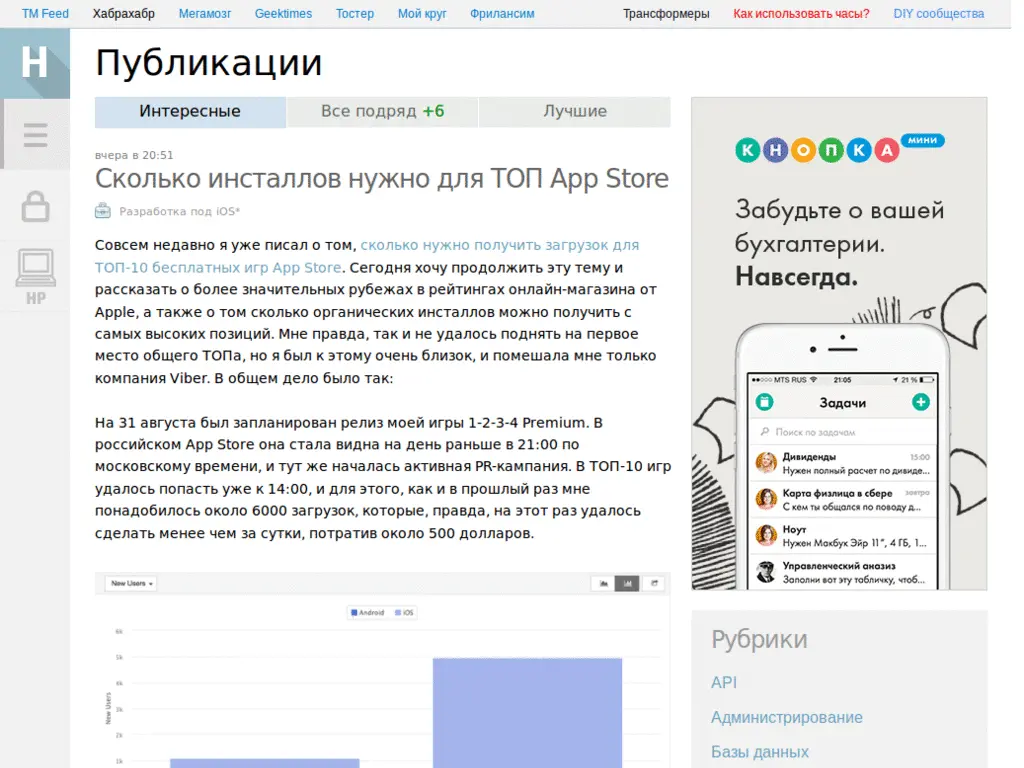 TM Feed Хабрахабр Мегамозг Geektimes Тостер Мой круг Фрилансим Трансформеры Как использовать часы? DIY сообщества
H
HP
Публикации
Интересные Все подряд +6 Лучшие
вчера в 20:51
Сколько инсталлов нужно для ТОП App Store
Разработка под iOS*
Совсем недавно я уже писал о том, сколько нужно получить загрузок для
ТОП-10 бесплатных игр App Store. Сегодня хочу продолжить эту тему и
рассказать о более значительных рубежах в рейтингах онлайн-магазина от
Apple, а также о том сколько органических инсталлов можно получить с
самых высоких позиций. Мне правда, так и не удалось поднять на первое
место общего ТОПа, но я был к этому очень близок, и помешала мне только
компания Viber. В общем дело было так:
На 31 августа был запланирован релиз моей игры 1-2-3-4 Premium. В
российском App Store она стала видна на день раньше в 21:00 по
московскому времени, и тут же началась активная PR-кампания. В ТОП-10 игр
удалось попасть уже к 14:00, и для этого, как и в прошлый раз мне
понадобилось около 6000 загрузок, которые, правда, на этот раз удалось
сделать менее чем за сутки, потратив около 500 долларов.
New Users
Android iOS
6k
5k
4k
3k
2k
1k
New Users
КНОПКА МИНИ
Забудьте о вашей
бухгалтерии.
Навсегда.
MTS RUS 21:05 21 %
Задачи
Поиск по задачам
Дивиденды 15:00
Нужен полный расчет по дивиде...
Карта физлица в сбере завтра
С кем ты общался по поводу д...
Ноут
Нужен Макбук Эйр 11", 4 ГБ, 1...
Управленческий аназиз
Заполни вот эту табличку, чтоб...
Рубрики
API
Администрирование
Базы данных